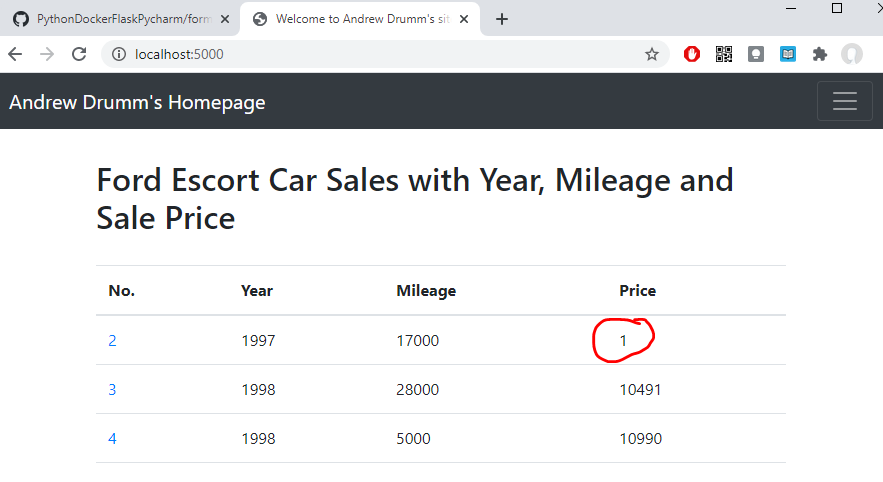 PythonDockerFlaskPycharm/form
Welcome to Andrew Drumm's sit
localhost:5000
Andrew Drumm's Homepage
Ford Escort Car Sales with Year, Mileage and
Sale Price
No. Year Mileage Price
2 1997 17000 1
3 1998 28000 10491
4 1998 5000 10990